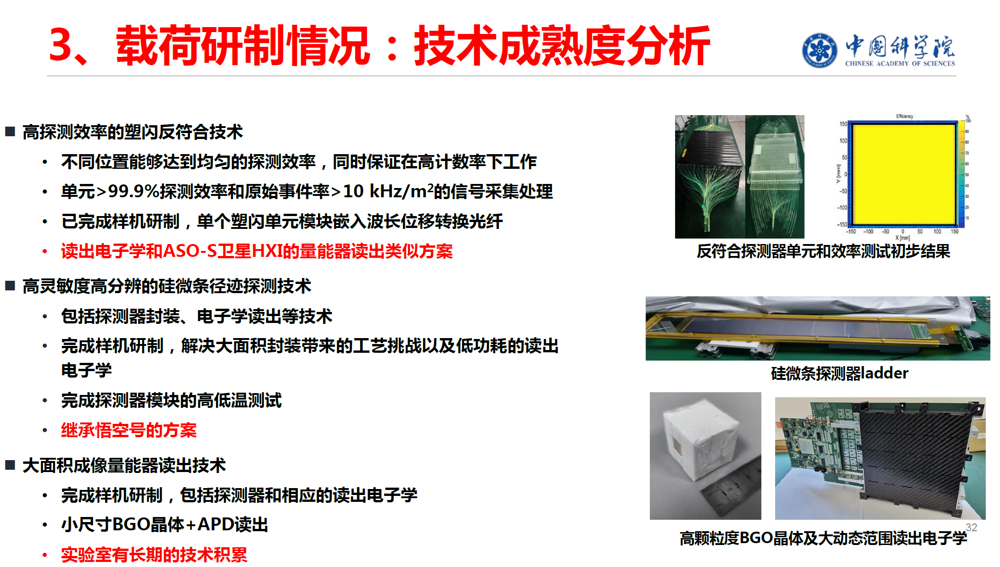 3、载荷研制情况：技术成熟度分析
中国科学院
CHINESE ACADEMY OF SCIENCES
■ 高探测效率的塑闪反符合技术
• 不同位置能够达到均匀的探测效率，同时保证在高计数率下工作
• 单元>99.9%探测效率和原始事件率>10 kHz/m²的信号采集处理
• 已完成样机研制，单个塑闪单元模块嵌入波长位移转换光纤
• 读出电子学和ASO-S卫星HXI的量能器读出类似方案
■ 高灵敏度高分辨的硅微条径迹探测技术
• 包括探测器封装、电子学读出等技术
• 完成样机研制，解决大面积封装带来的工艺挑战以及低功耗的读出
电子学
• 完成探测器模块的高低温测试
• 继承悟空号的方案
■ 大面积成像量能器读出技术
• 完成样机研制，包括探测器和相应的读出电子学
• 小尺寸BGO晶体+APD读出
• 实验室有长期的技术积累
Efficiency
%
150
100
50
0
−50
−100
−150
Y [mm]
−150 −100 −50 0 50 100 150
X [mm]
100
90
80
70
60
50
40
30
20
10
反符合探测器单元和效率测试初步结果
硅微条探测器ladder
高颗粒度BGO晶体及大动态范围读出电子学
32